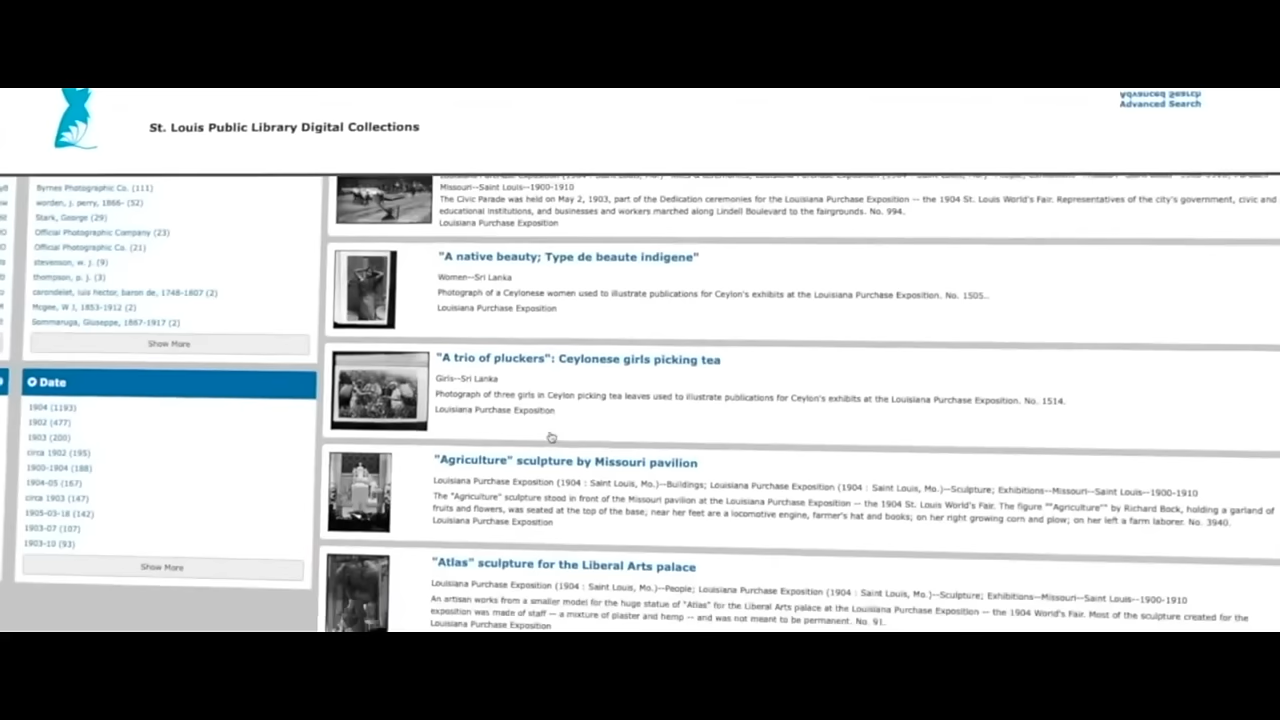 Advanced Search
Advanced Search
St. Louis Public Library Digital Collections
Byrnes Photographic Co. (111)
worden, j. perry, 1866- (52)
Stark, George (29)
Official Photographic Company (23)
Official Photographic Co. (21)
stevenson, w. j. (9)
thompson, p. j. (3)
carondelet, luis hector, baron de, 1748-1807 (2)
Mcgee, W J, 1853-1912 (2)
Sommaruga, Giuseppe, 1867-1917 (2)
Show More
Date
1904 (1193)
1902 (477)
1903 (200)
circa 1902 (195)
1900-1904 (188)
1904-05 (167)
circa 1903 (147)
1905-03-18 (142)
1903-07 (107)
1903-10 (93)
Show More
Missouri--Saint Louis--1900-1910
The Civic Parade was held on May 2, 1903, part of the Dedication ceremonies for the Louisiana Purchase Exposition -- the 1904 St. Louis World's Fair. Representatives of the city's government, civic and
educational institutions, and businesses and workers marched along Lindell Boulevard to the fairgrounds. No. 994.
Louisiana Purchase Exposition
"A native beauty; Type de beaute indigene"
Women--Sri Lanka
Photograph of a Ceylonese women used to illustrate publications for Ceylon's exhibits at the Louisiana Purchase Exposition. No. 1505..
Louisiana Purchase Exposition
"A trio of pluckers": Ceylonese girls picking tea
Girls--Sri Lanka
Photograph of three girls in Ceylon picking tea leaves used to illustrate publications for Ceylon's exhibits at the Louisiana Purchase Exposition. No. 1514.
Louisiana Purchase Exposition
"Agriculture" sculpture by Missouri pavilion
Louisiana Purchase Exposition (1904 : Saint Louis, Mo.)--Buildings; Louisiana Purchase Exposition (1904 : Saint Louis, Mo.)--Sculpture; Exhibitions--Missouri--Saint Louis--1900-1910
The "Agriculture" sculpture stood in front of the Missouri pavilion at the Louisiana Purchase Exposition -- the 1904 St. Louis World's Fair. The figure ""Agriculture"" by Richard Bock, holding a garland of
fruits and flowers, was seated at the top of the base; near her feet are a locomotive engine, farmer's hat and books; on her right growing corn and plow; on her left a farm laborer. No. 3940.
Louisiana Purchase Exposition
"Atlas" sculpture for the Liberal Arts palace
Louisiana Purchase Exposition (1904 : Saint Louis, Mo.)--People; Louisiana Purchase Exposition (1904 : Saint Louis, Mo.)--Sculpture; Exhibitions--Missouri--Saint Louis--1900-1910
An artisan works from a smaller model for the huge statue of "Atlas" for the Liberal Arts palace at the Louisiana Purchase Exposition -- the 1904 World's Fair. Most of the sculpture created for the
exposition was made of staff -- a mixture of plaster and hemp -- and was not meant to be permanent. No. 91.
Louisiana Purchase Exposition